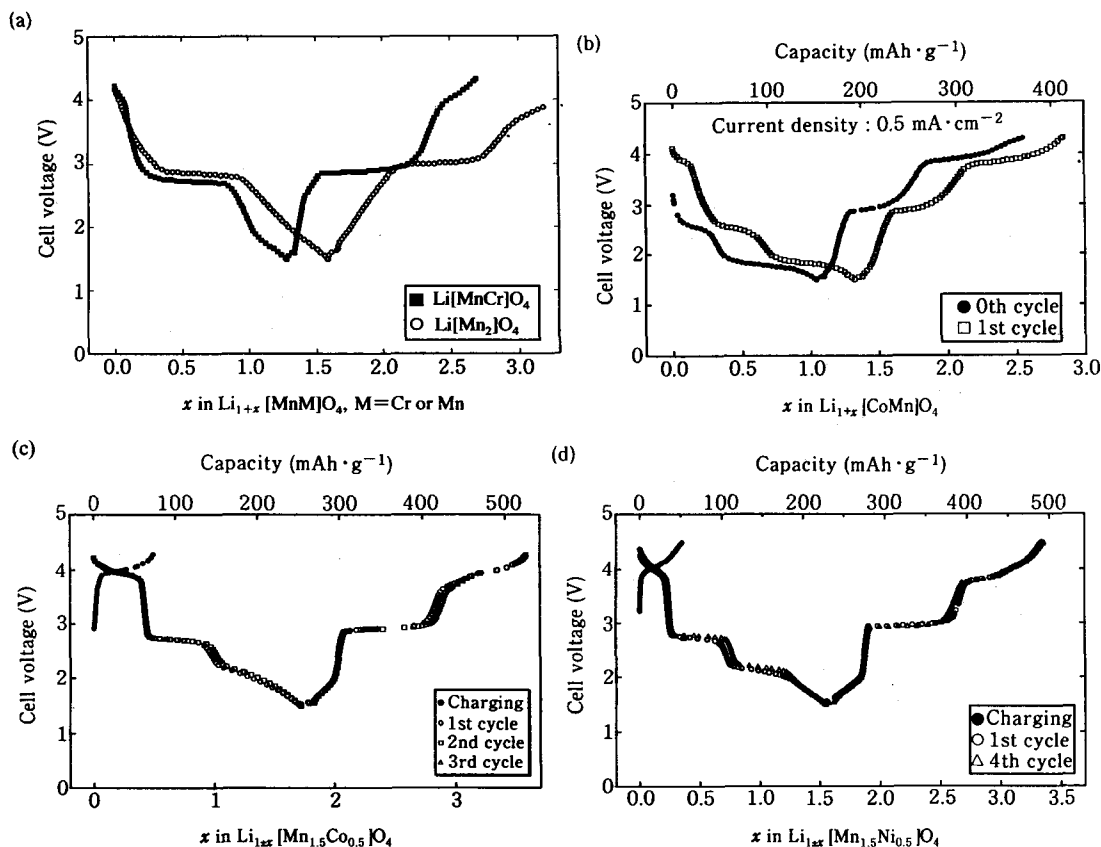 (a)
5
4
3
2
1
0
Cell voltage (V)
■ Li[MnCr]O₄
○ Li[Mn₂]O₄
0.0 0.5 1.0 1.5 2.0 2.5 3.0
x in Li₁₊ₓ [MnM]O₄, M=Cr or Mn
(b)
Capacity (mAh·g⁻¹)
0 100 200 300 400
Current density : 0.5 mA·cm⁻²
5
4
3
2
1
0
Cell voltage (V)
● 0th cycle
□ 1st cycle
0.0 0.5 1.0 1.5 2.0 2.5 3.0
x in Li₁₊ₓ [CoMn]O₄
(c)
Capacity (mAh·g⁻¹)
0 100 200 300 400 500
5
4
3
2
1
0
Cell voltage (V)
● Charging
○ 1st cycle
□ 2nd cycle
▲ 3rd cycle
0 1 2 3
x in Li₁±ₓ [Mn₁.₅Co₀.₅]O₄
(d)
Capacity (mAh·g⁻¹)
0 100 200 300 400 500
5
4
3
2
1
0
Cell voltage (V)
● Charging
○ 1st cycle
△ 4th cycle
0.0 0.5 1.0 1.5 2.0 2.5 3.0 3.5
x in Li₁±ₓ [Mn₁.₅Ni₀.₅]O₄